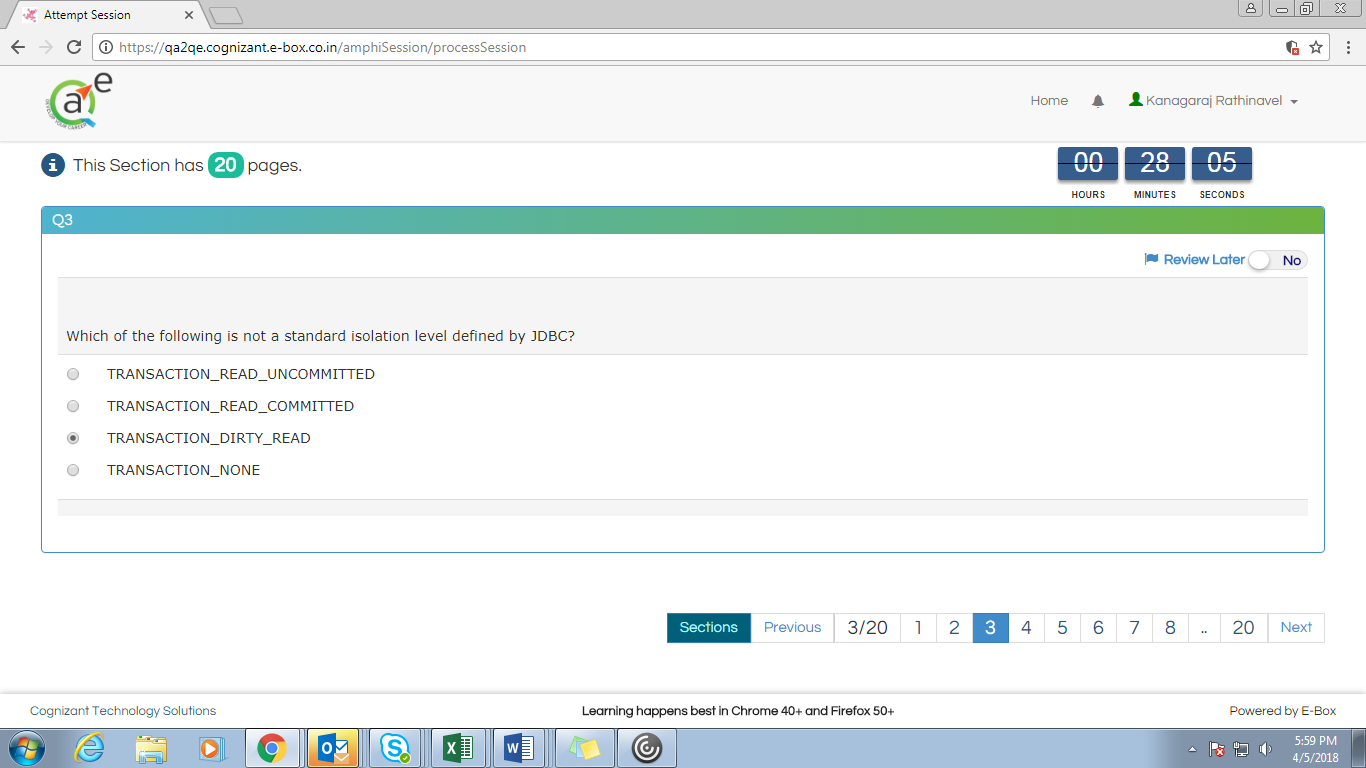 Attempt Session
https://qa2qe.cognizant.e-box.co.in/amphiSession/processSession
a e
Home Kanagaraj Rathinavel
This Section has 20 pages.
00 28 05
HOURS MINUTES SECONDS
Q3
Review Later No
Which of the following is not a standard isolation level defined by JDBC?
TRANSACTION_READ_UNCOMMITTED
TRANSACTION_READ_COMMITTED
TRANSACTION_DIRTY_READ
TRANSACTION_NONE
Sections Previous 3/20 1 2 3 4 5 6 7 8 .. 20 Next
Cognizant Technology Solutions Learning happens best in Chrome 40+ and Firefox 50+ Powered by E-Box
5:59 PM
4/5/2018